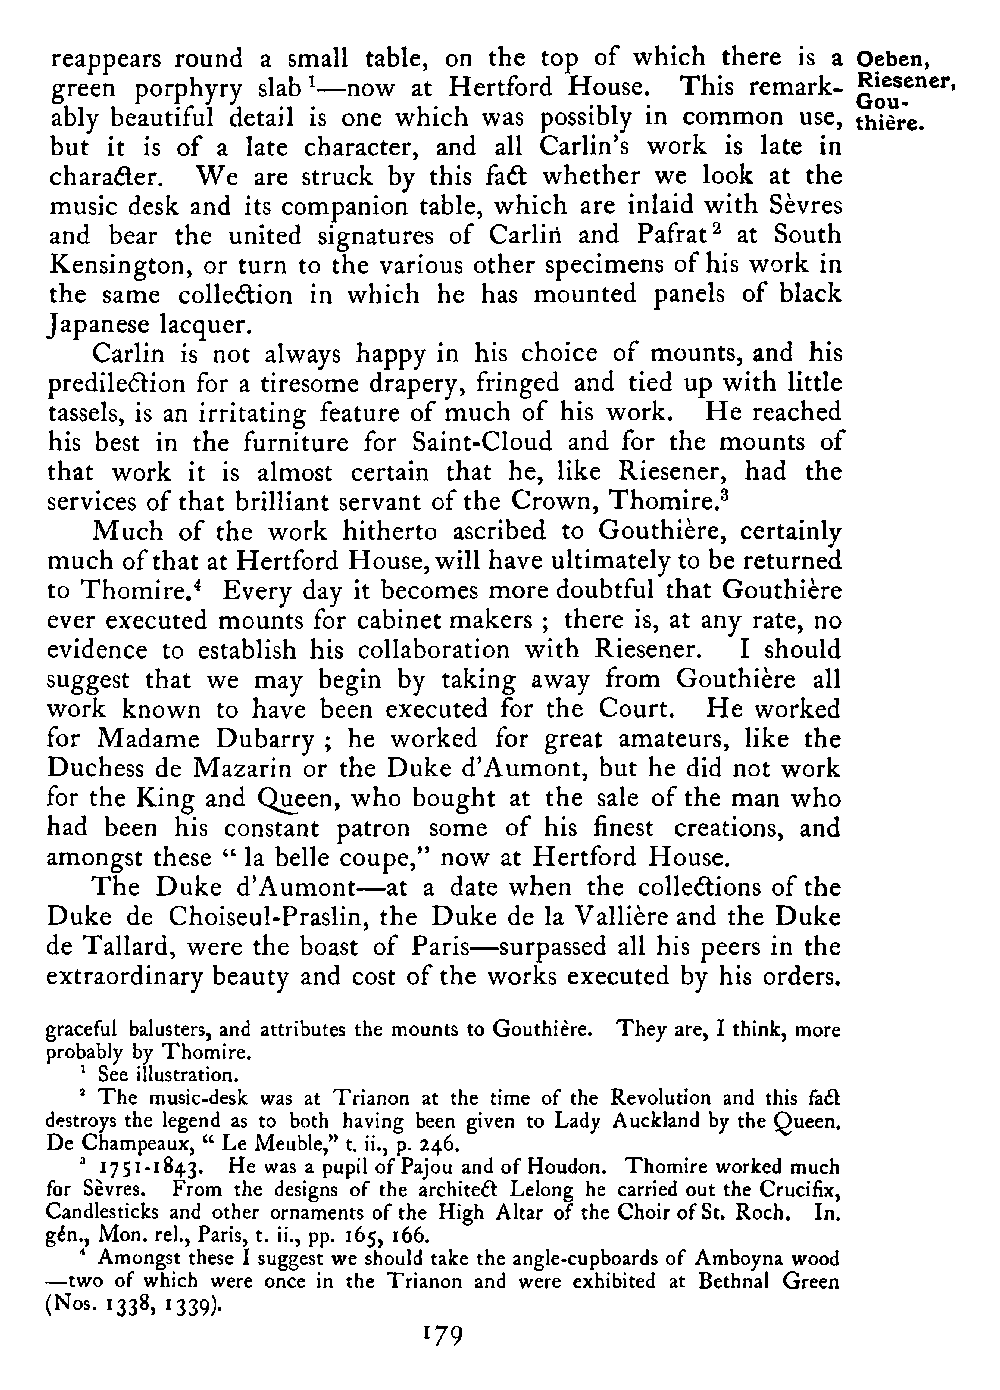 reappears round a small table, on the top of which there is a
green porphyry slab¹—now at Hertford House. This remark-
ably beautiful detail is one which was possibly in common use,
but it is of a late character, and all Carlin's work is late in
character. We are struck by this fact whether we look at the
music desk and its companion table, which are inlaid with Sèvres
and bear the united signatures of Carlin and Pafrat² at South
Kensington, or turn to the various other specimens of his work in
the same collection in which he has mounted panels of black
Japanese lacquer.
Oeben,
Riesener,
Gou-
thière.
Carlin is not always happy in his choice of mounts, and his
predilection for a tiresome drapery, fringed and tied up with little
tassels, is an irritating feature of much of his work. He reached
his best in the furniture for Saint-Cloud and for the mounts of
that work it is almost certain that he, like Riesener, had the
services of that brilliant servant of the Crown, Thomire.³
Much of the work hitherto ascribed to Gouthière, certainly
much of that at Hertford House, will have ultimately to be returned
to Thomire.⁴ Every day it becomes more doubtful that Gouthière
ever executed mounts for cabinet makers ; there is, at any rate, no
evidence to establish his collaboration with Riesener. I should
suggest that we may begin by taking away from Gouthière all
work known to have been executed for the Court. He worked
for Madame Dubarry ; he worked for great amateurs, like the
Duchess de Mazarin or the Duke d'Aumont, but he did not work
for the King and Queen, who bought at the sale of the man who
had been his constant patron some of his finest creations, and
amongst these “ la belle coupe,” now at Hertford House.
The Duke d'Aumont—at a date when the collections of the
Duke de Choiseul-Praslin, the Duke de la Vallière and the Duke
de Tallard, were the boast of Paris—surpassed all his peers in the
extraordinary beauty and cost of the works executed by his orders.
graceful balusters, and attributes the mounts to Gouthière. They are, I think, more
probably by Thomire.
¹ See illustration.
² The music-desk was at Trianon at the time of the Revolution and this fact
destroys the legend as to both having been given to Lady Auckland by the Queen.
De Champeaux, “ Le Meuble,” t. ii., p. 246.
³ 1751-1843. He was a pupil of Pajou and of Houdon. Thomire worked much
for Sèvres. From the designs of the architect Lelong he carried out the Crucifix,
Candlesticks and other ornaments of the High Altar of the Choir of St. Roch. In.
gén., Mon. rel., Paris, t. ii., pp. 165, 166.
⁴ Amongst these I suggest we should take the angle-cupboards of Amboyna wood
—two of which were once in the Trianon and were exhibited at Bethnal Green
(Nos. 1338, 1339).
179